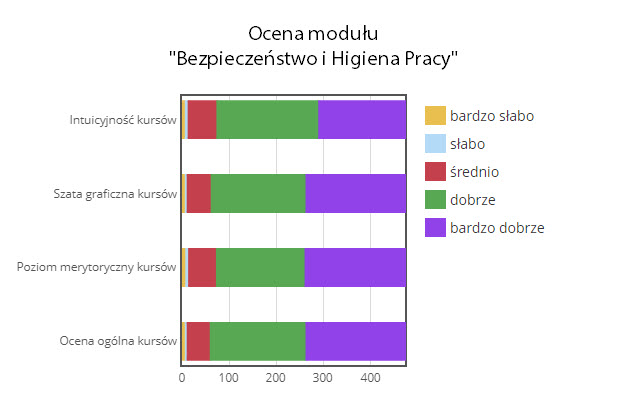 Ocena modułu
"Bezpieczeństwo i Higiena Pracy"
Intuicyjność kursów
Szata graficzna kursów
Poziom merytoryczny kursów
Ocena ogólna kursów
0 100 200 300 400
bardzo słabo
słabo
średnio
dobrze
bardzo dobrze